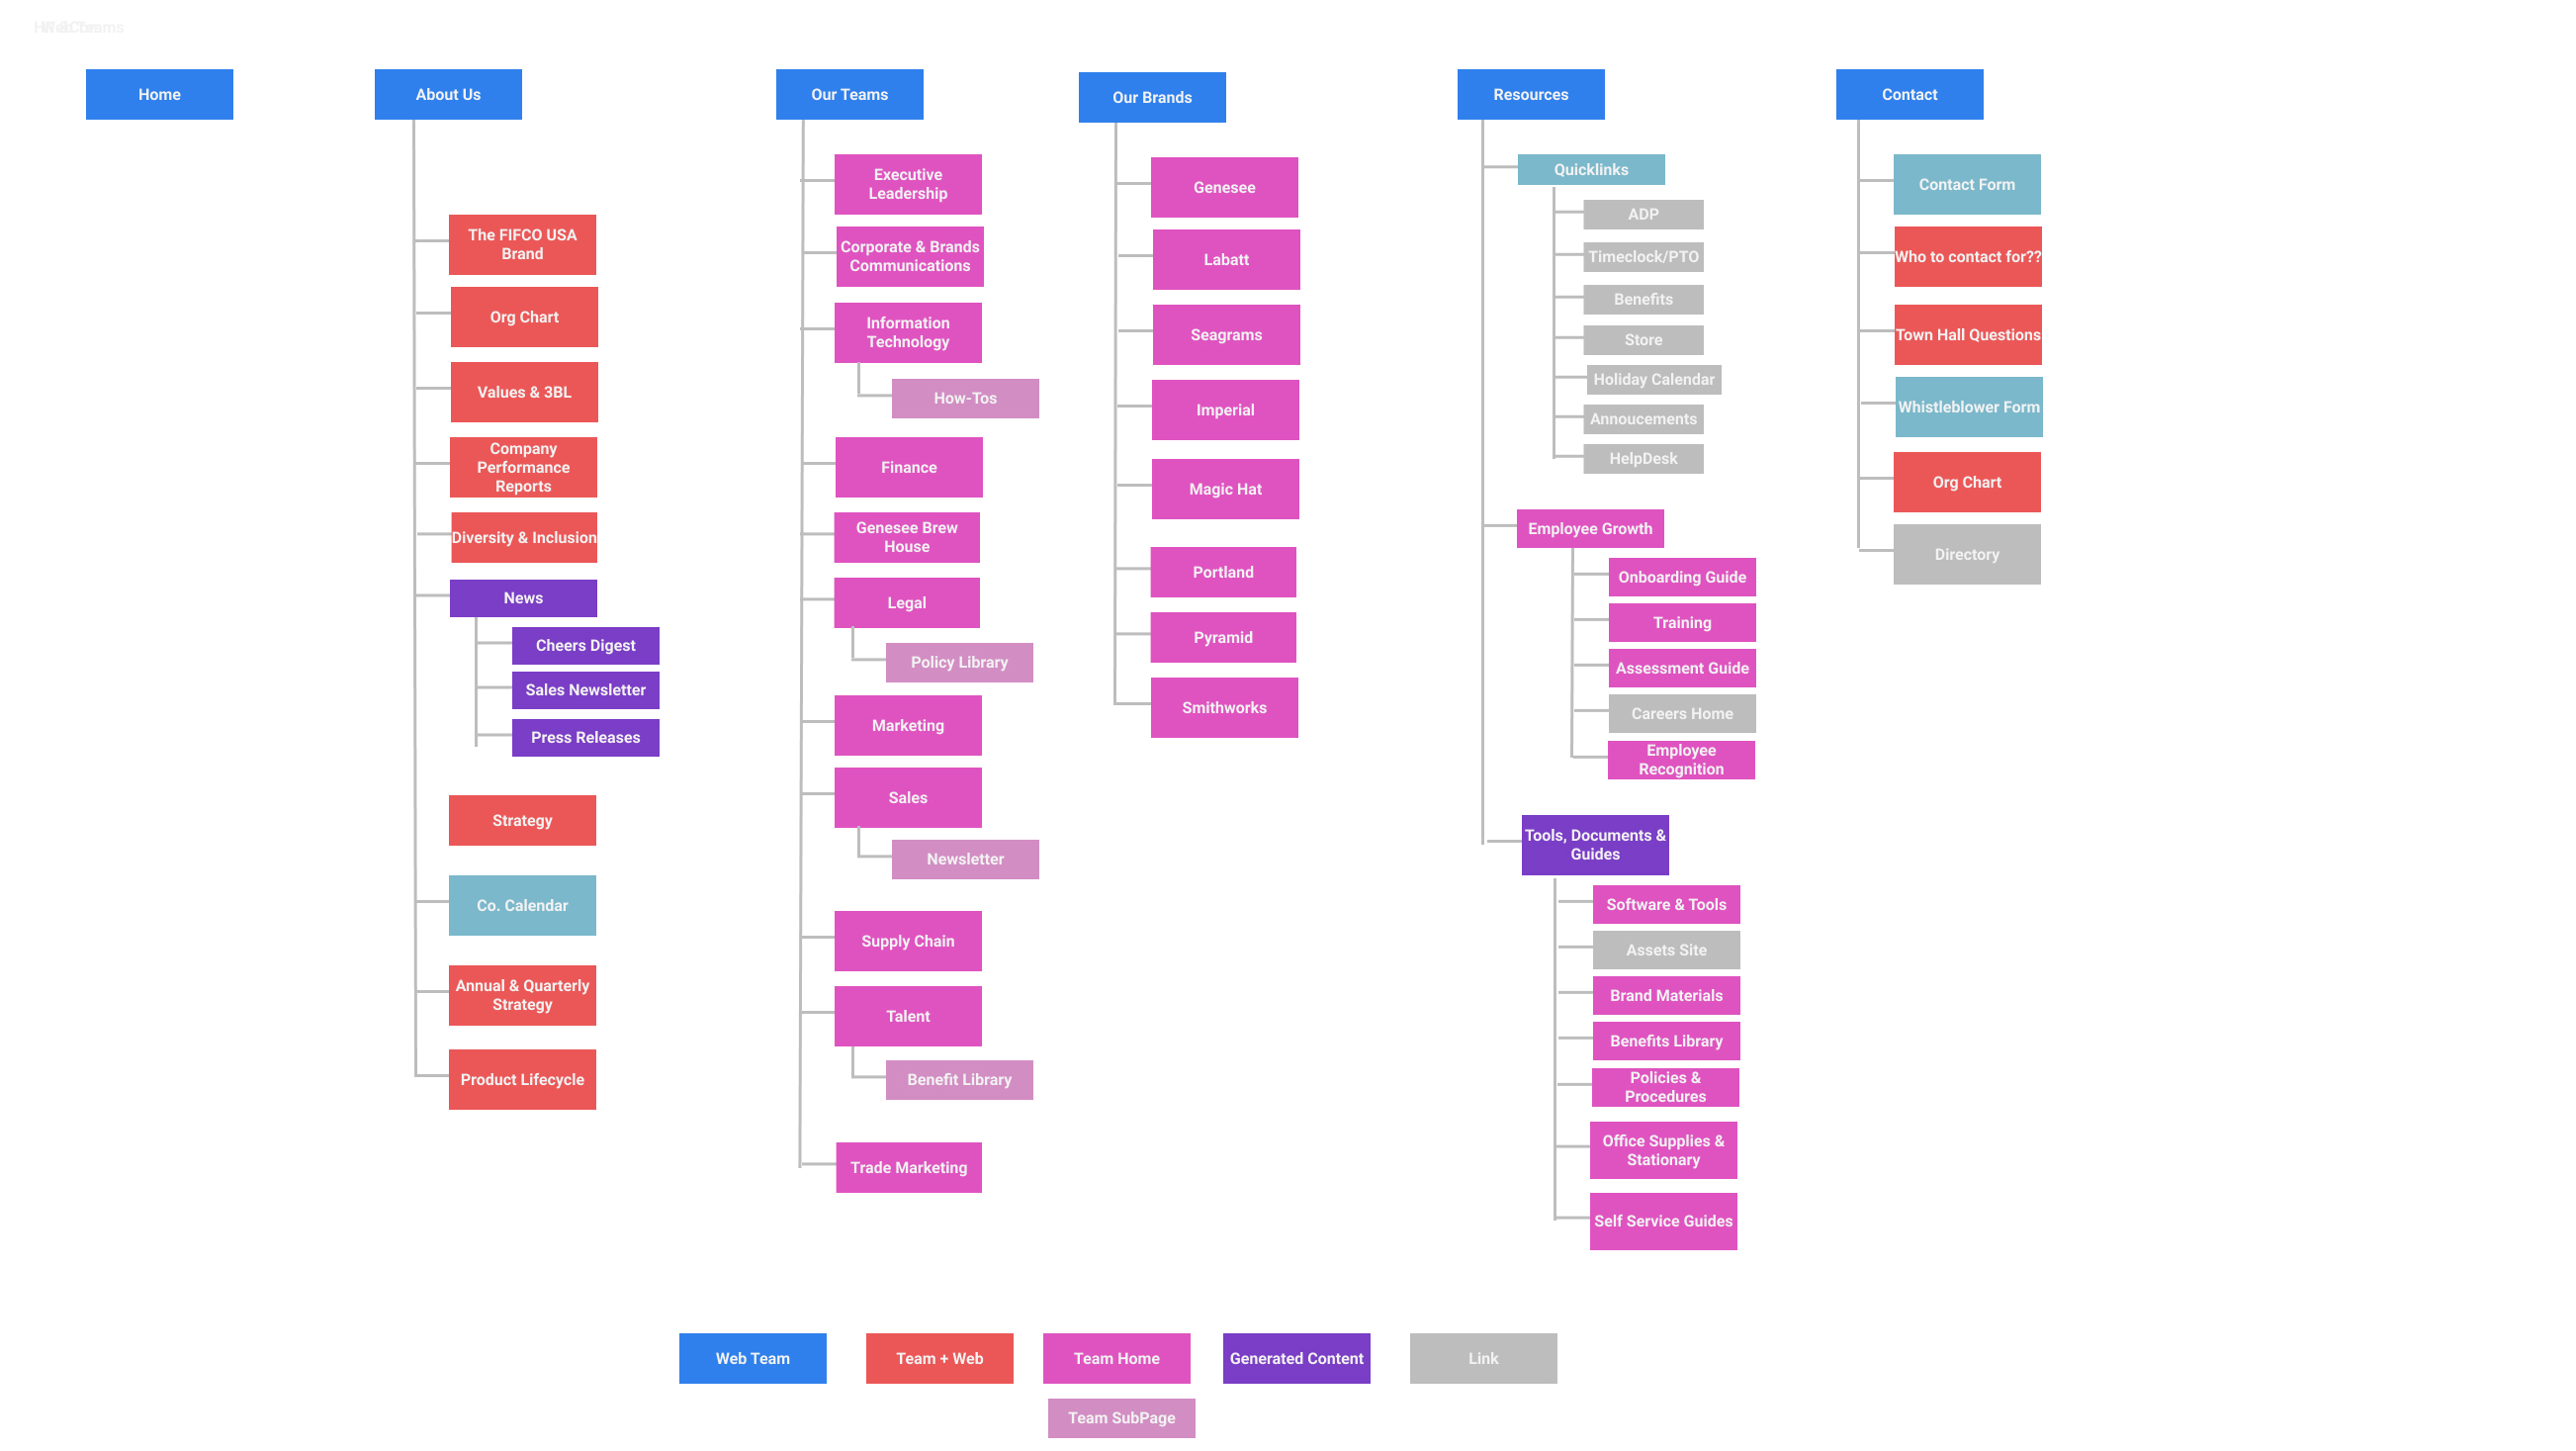 Home
About Us
The FIFCO USA
Brand
Org Chart
Values & 3BL
Company
Performance
Reports
Diversity & Inclusion
News
Cheers Digest
Sales Newsletter
Press Releases
Strategy
Co. Calendar
Annual & Quarterly
Strategy
Product Lifecycle
Our Teams
Executive
Leadership
Corporate & Brands
Communications
Information
Technology
How-Tos
Finance
Genesee Brew
House
Legal
Policy Library
Marketing
Sales
Newsletter
Supply Chain
Talent
Benefit Library
Trade Marketing
Our Brands
Genesee
Labatt
Seagrams
Imperial
Magic Hat
Portland
Pyramid
Smithworks
Resources
Quicklinks
ADP
Timeclock/PTO
Benefits
Store
Holiday Calendar
Annoucements
HelpDesk
Employee Growth
Onboarding Guide
Training
Assessment Guide
Careers Home
Employee
Recognition
Tools, Documents &
Guides
Software & Tools
Assets Site
Brand Materials
Benefits Library
Policies &
Procedures
Office Supplies &
Stationary
Self Service Guides
Contact
Contact Form
Who to contact for??
Town Hall Questions
Whistleblower Form
Org Chart
Directory
Web Team
Team + Web
Team Home
Generated Content
Link
Team SubPage